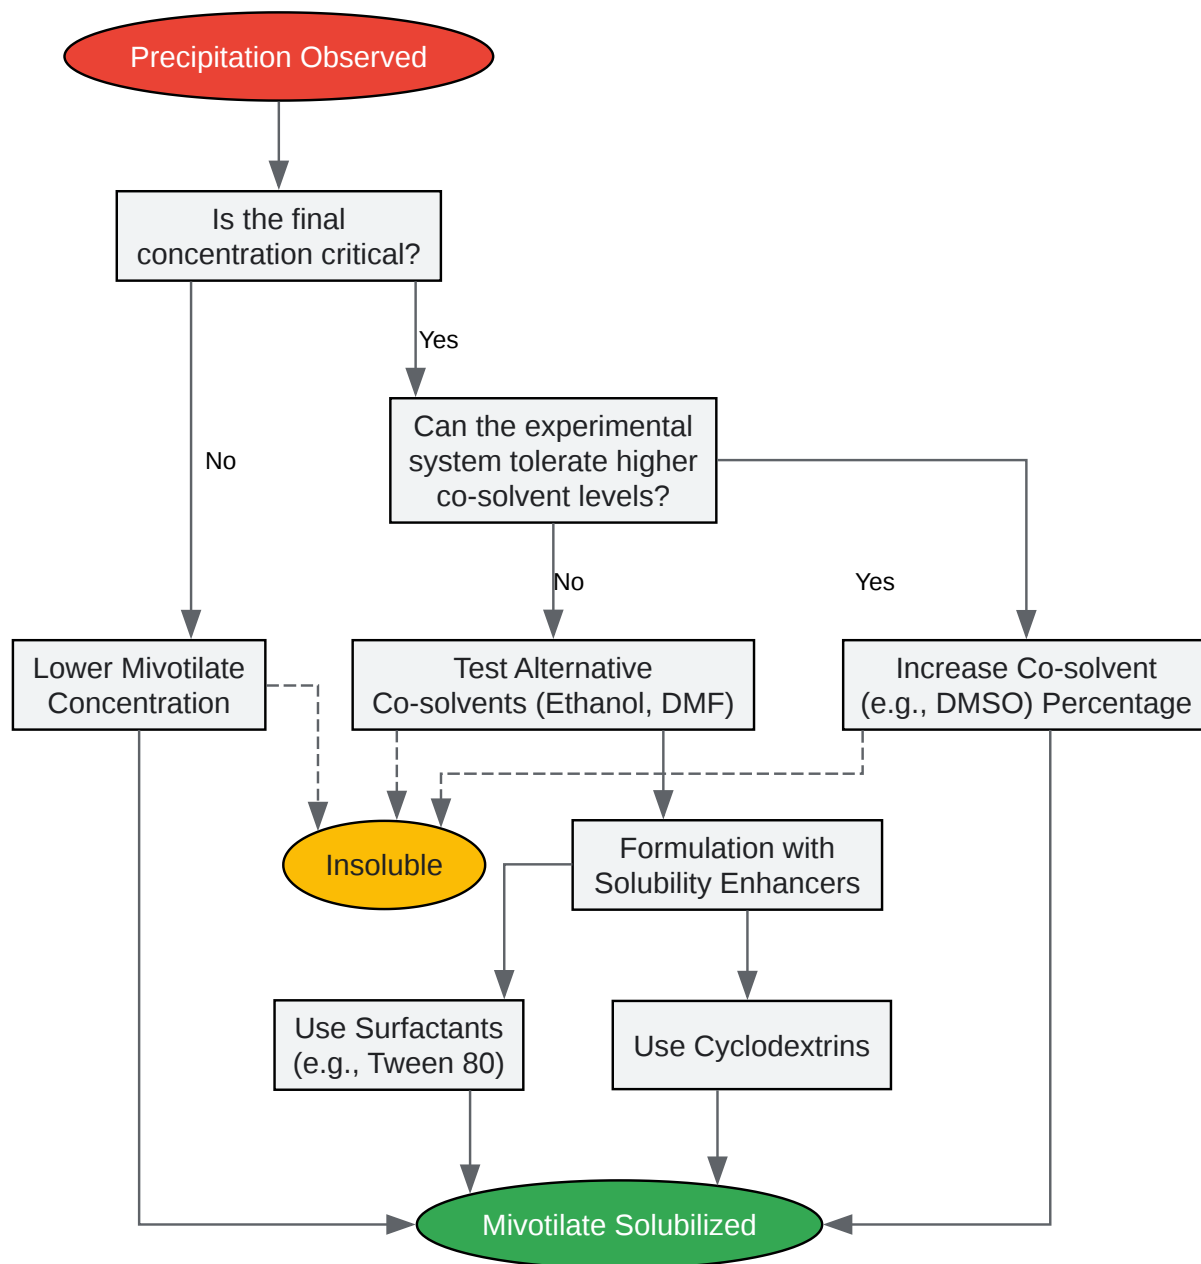 Precipitation Observed
Is the final
concentration critical?
Yes
No
Can the experimental
system tolerate higher
co-solvent levels?
No
Yes
Lower Mivotilate
Concentration
Test Alternative
Co-solvents (Ethanol, DMF)
Increase Co-solvent
(e.g., DMSO) Percentage
Insoluble
Formulation with
Solubility Enhancers
Use Surfactants
(e.g., Tween 80)
Use Cyclodextrins
Mivotilate Solubilized